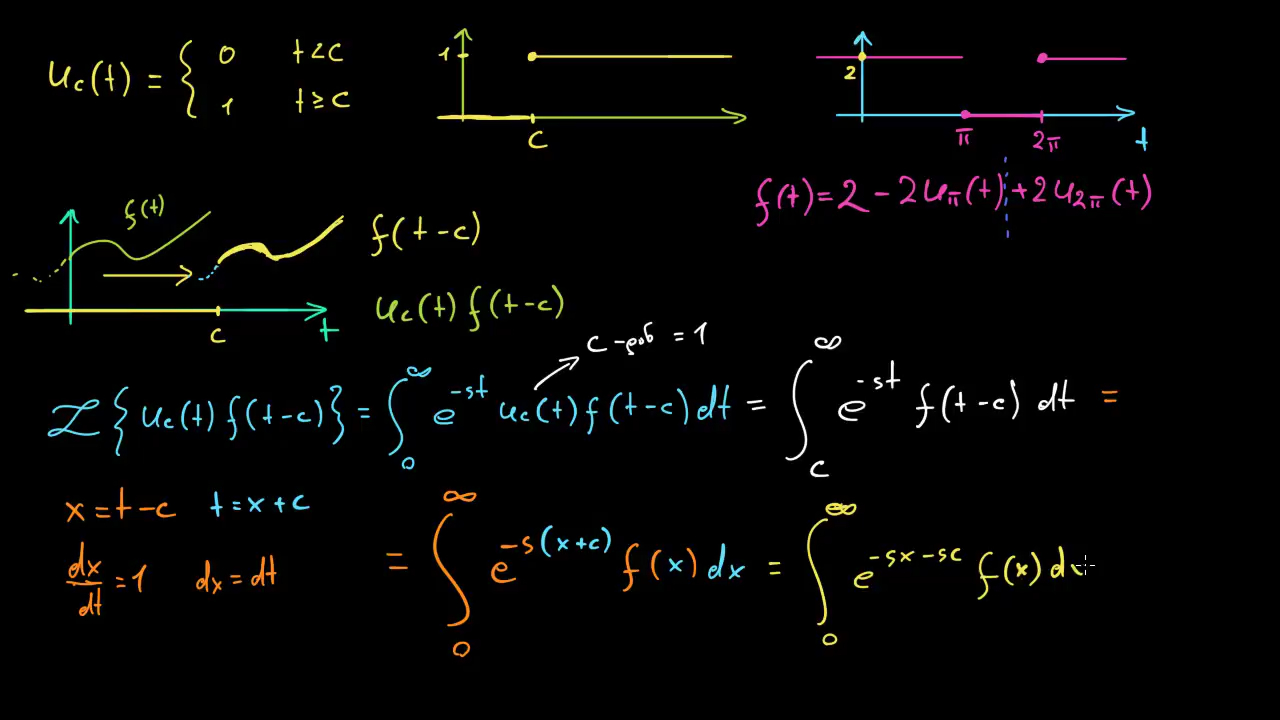 u_c(t) = { 0 t < c
1 t ≥ c
1
c
2
π 2π t
f(t) = 2 - 2u_π(t) + 2u_2π(t)
f(t)
c t
f(t-c)
u_c(t) f(t-c)
c -დან = 1
ℒ{u_c(t) f(t-c)} = ∫_0^∞ e^{-st} u_c(t) f(t-c) dt = ∫_c^∞ e^{-st} f(t-c) dt =
x = t-c t = x+c
dx/dt = 1 dx = dt
= ∫_0^∞ e^{-s(x+c)} f(x) dx = ∫_0^∞ e^{-sx-sc} f(x) dx